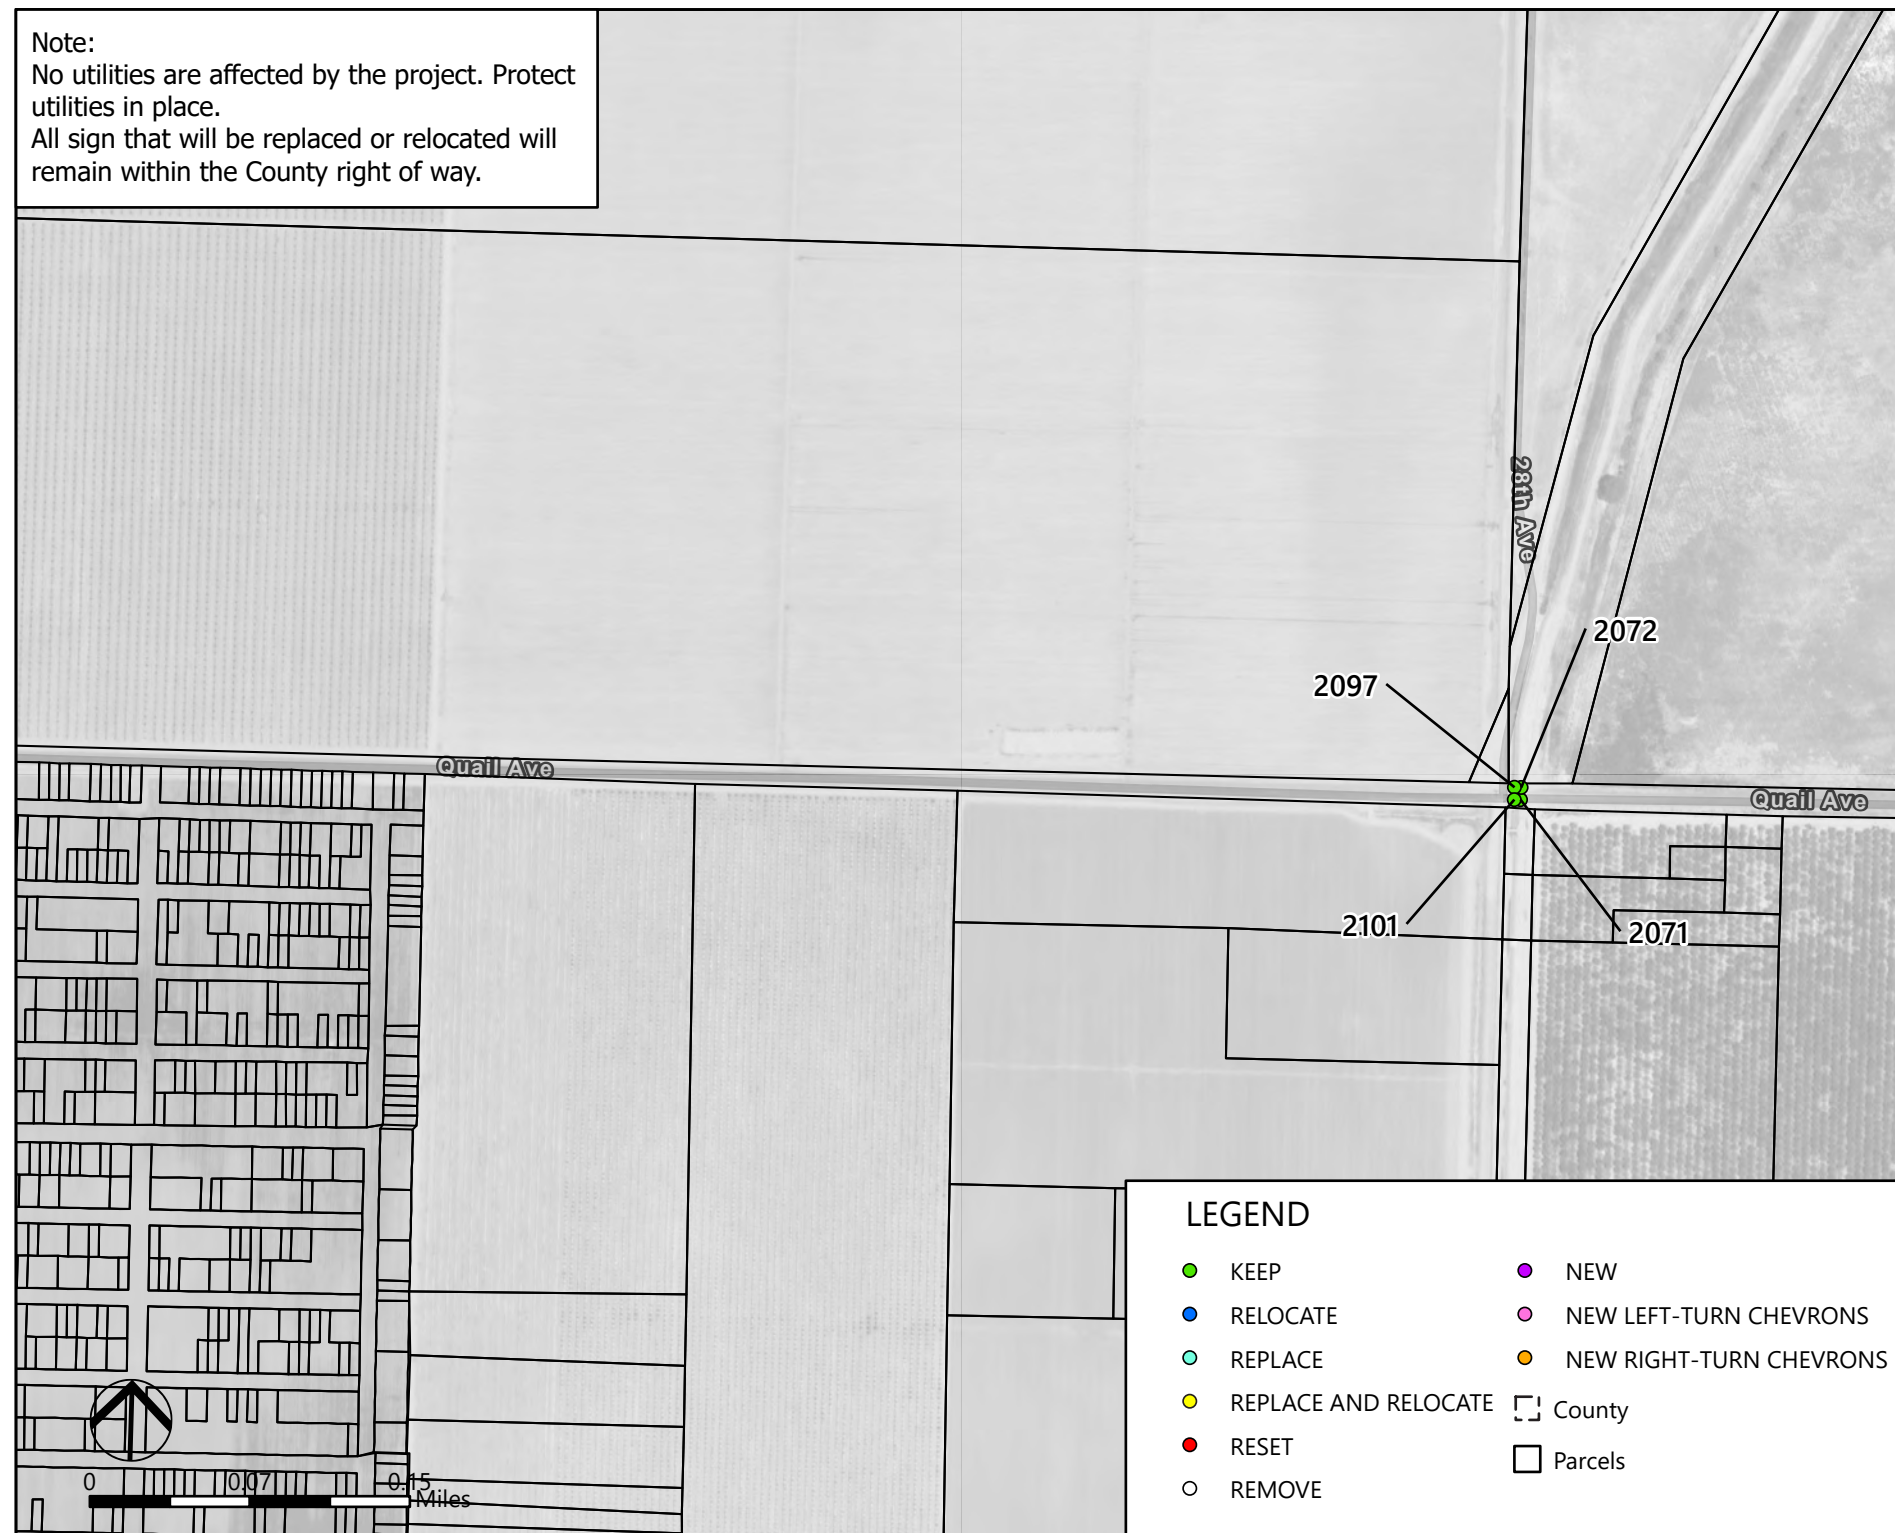 Note:
No utilities are affected by the project. Protect
utilities in place.
All sign that will be replaced or relocated will
remain within the County right of way.
28th Ave
2072
2097
Quail Ave
Quail Ave
2101
2071
LEGEND
KEEP
RELOCATE
REPLACE
REPLACE AND RELOCATE
RESET
REMOVE
NEW
NEW LEFT-TURN CHEVRONS
NEW RIGHT-TURN CHEVRONS
County
Parcels
0 0.07 0.15
Miles